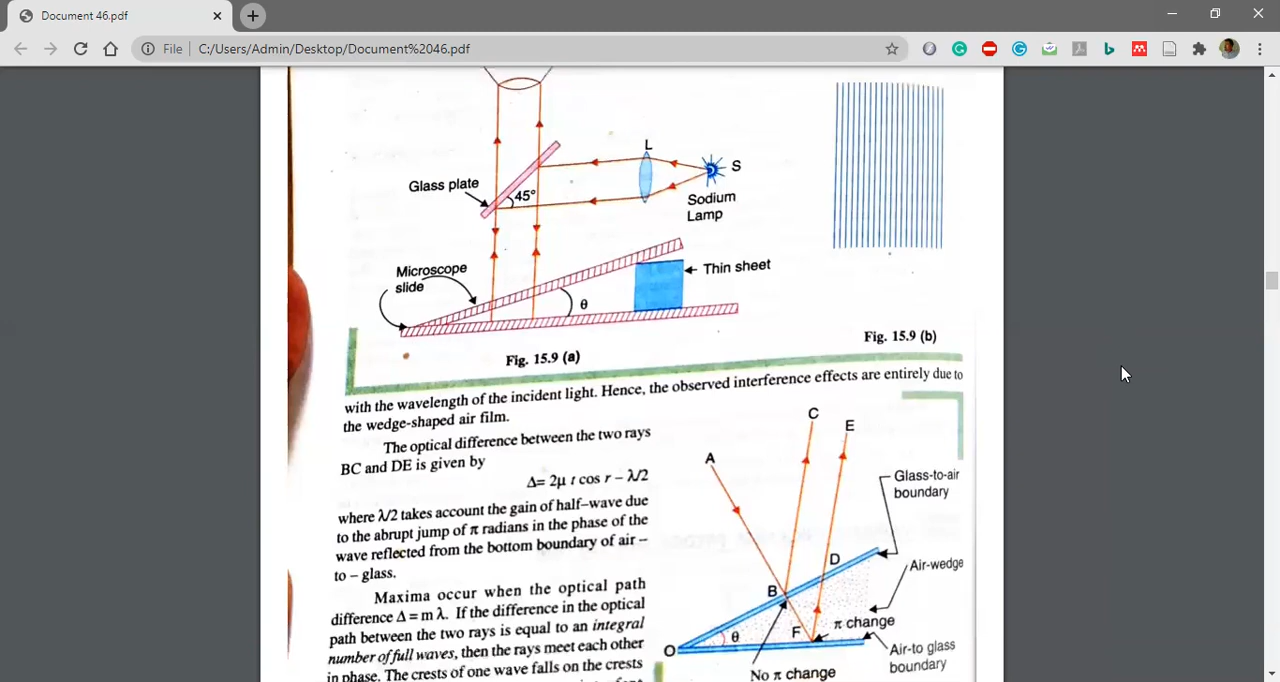 Document 46.pdf
File
C:/Users/Admin/Desktop/Document%2046.pdf
L
S
Sodium
Lamp
Glass plate
45°
Microscope
slide
θ
Thin sheet
Fig. 15.9 (a)
Fig. 15.9 (b)
with the wavelength of the incident light. Hence, the observed interference effects are entirely due to
the wedge-shaped air film.
The optical difference between the two rays
BC and DE is given by
Δ= 2μ t cos r – λ/2
where λ/2 takes account the gain of half–wave due
to the abrupt jump of π radians in the phase of the
wave reflected from the bottom boundary of air –
to – glass.
Maxima occur when the optical path
difference Δ = m λ. If the difference in the optical
path between the two rays is equal to an integral
number of full waves, then the rays meet each other
in phase. The crests of one wave falls on the crests
C
E
A
Glass-to-air
boundary
D
Air-wedge
B
F
π change
θ
O
Air-to glass
boundary
No π change